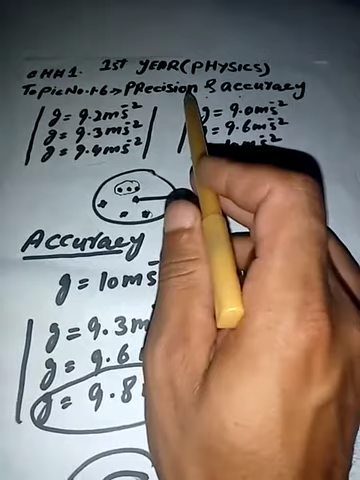 CHH1. 1st YEAR(PHYSICS)
Topic No.1.6 → PRecision & accuracy
g = 9.2ms⁻²
g = 9.3ms⁻²
g = 9.4ms⁻²
g = 9.0ms⁻²
= 9.6ms⁻²
Accuracy
g = 10ms
g = 9.3m
g = 9.6
g = 9.8